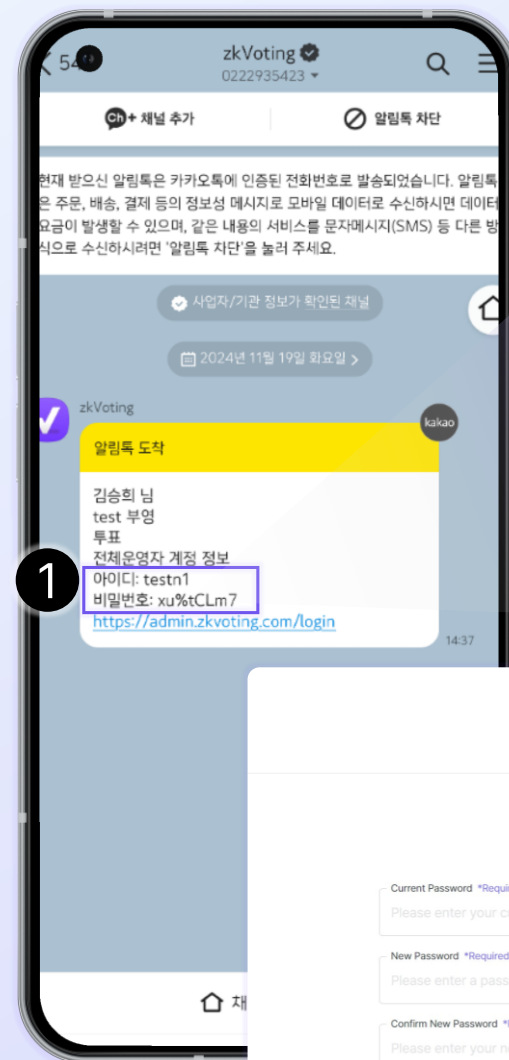 54
zkVoting
0222935423
Ch+ 채널 추가
알림톡 차단
현재 받으신 알림톡은 카카오톡에 인증된 전화번호로 발송되었습니다. 알림톡
은 주문, 배송, 결제 등의 정보성 메시지로 모바일 데이터로 수신하시면 데이터
요금이 발생할 수 있으며, 같은 내용의 서비스를 문자메시지(SMS) 등 다른 방
식으로 수신하시려면 '알림톡 차단'을 눌러 주세요.
사업자/기관 정보가 확인된 채널
2024년 11월 19일 화요일 >
zkVoting
kakao
알림톡 도착
김승희 님
test 부영
투표
전체운영자 계정 정보
1
아이디: testn1
비밀번호: xu%tCLm7
https://admin.zkvoting.com/login
14:37
Current Password *Requi
Please enter your c
New Password *Required
Please enter a pass
Confirm New Password *
Please enter your n
채